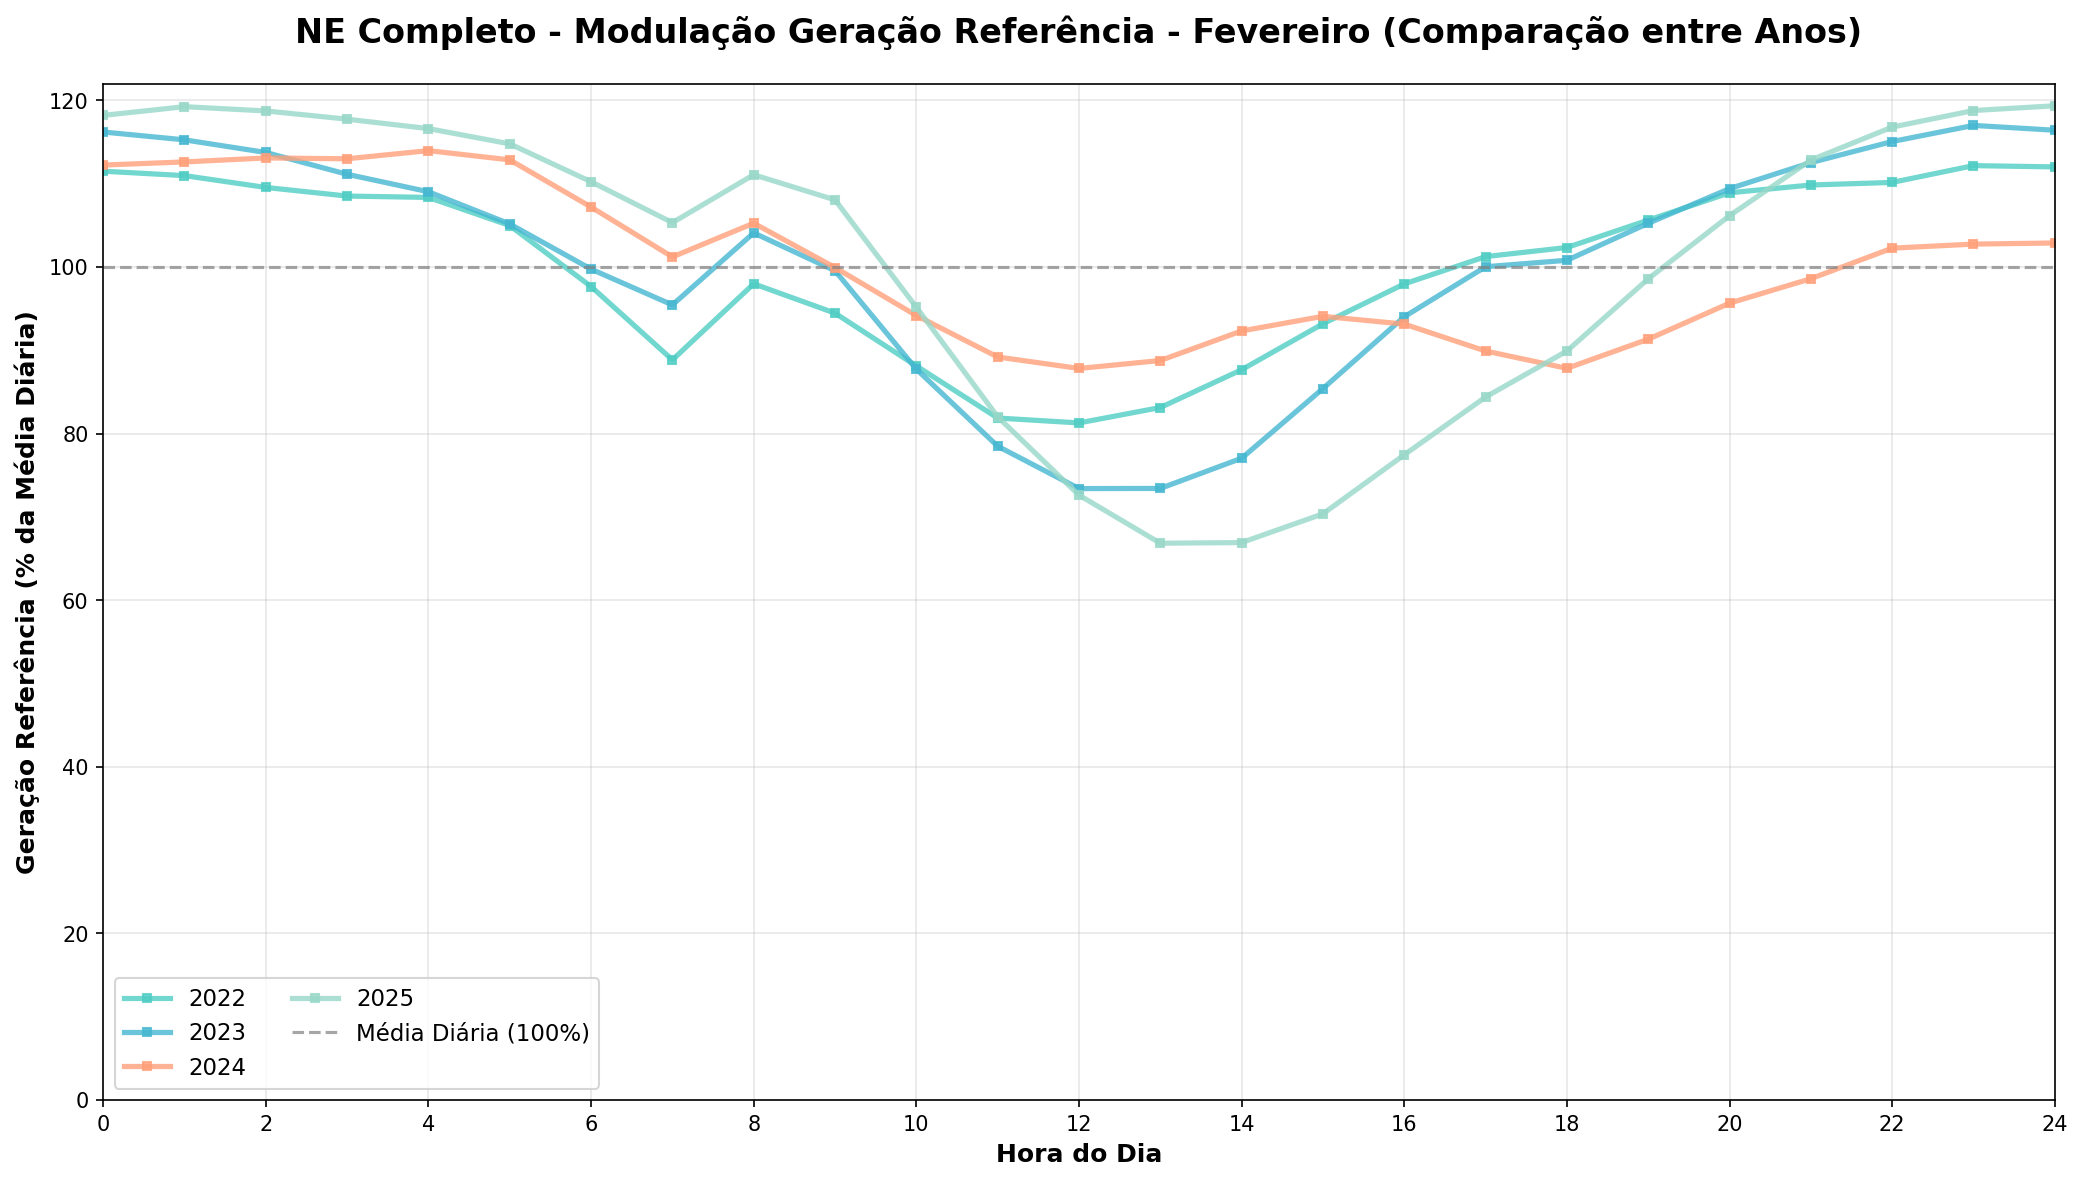 NE Completo - Modulação Geração Referência - Fevereiro (Comparação entre Anos)
Geração Referência (% da Média Diária)
120
100
80
60
40
20
0
2022
2023
2024
2025
Média Diária (100%)
0 2 4 6 8 10 12 14 16 18 20 22 24
Hora do Dia